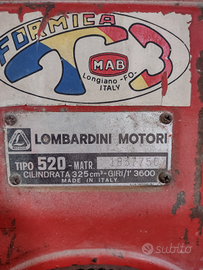 FORMICA
T3
MAB
Longiano -FO-
ITALY
LOMBARDINI MOTORI
TIPO 520 - MATR.
CILINDRATA 325 cm³ - GIRI/1' 3600
MADE IN ITALY
subito